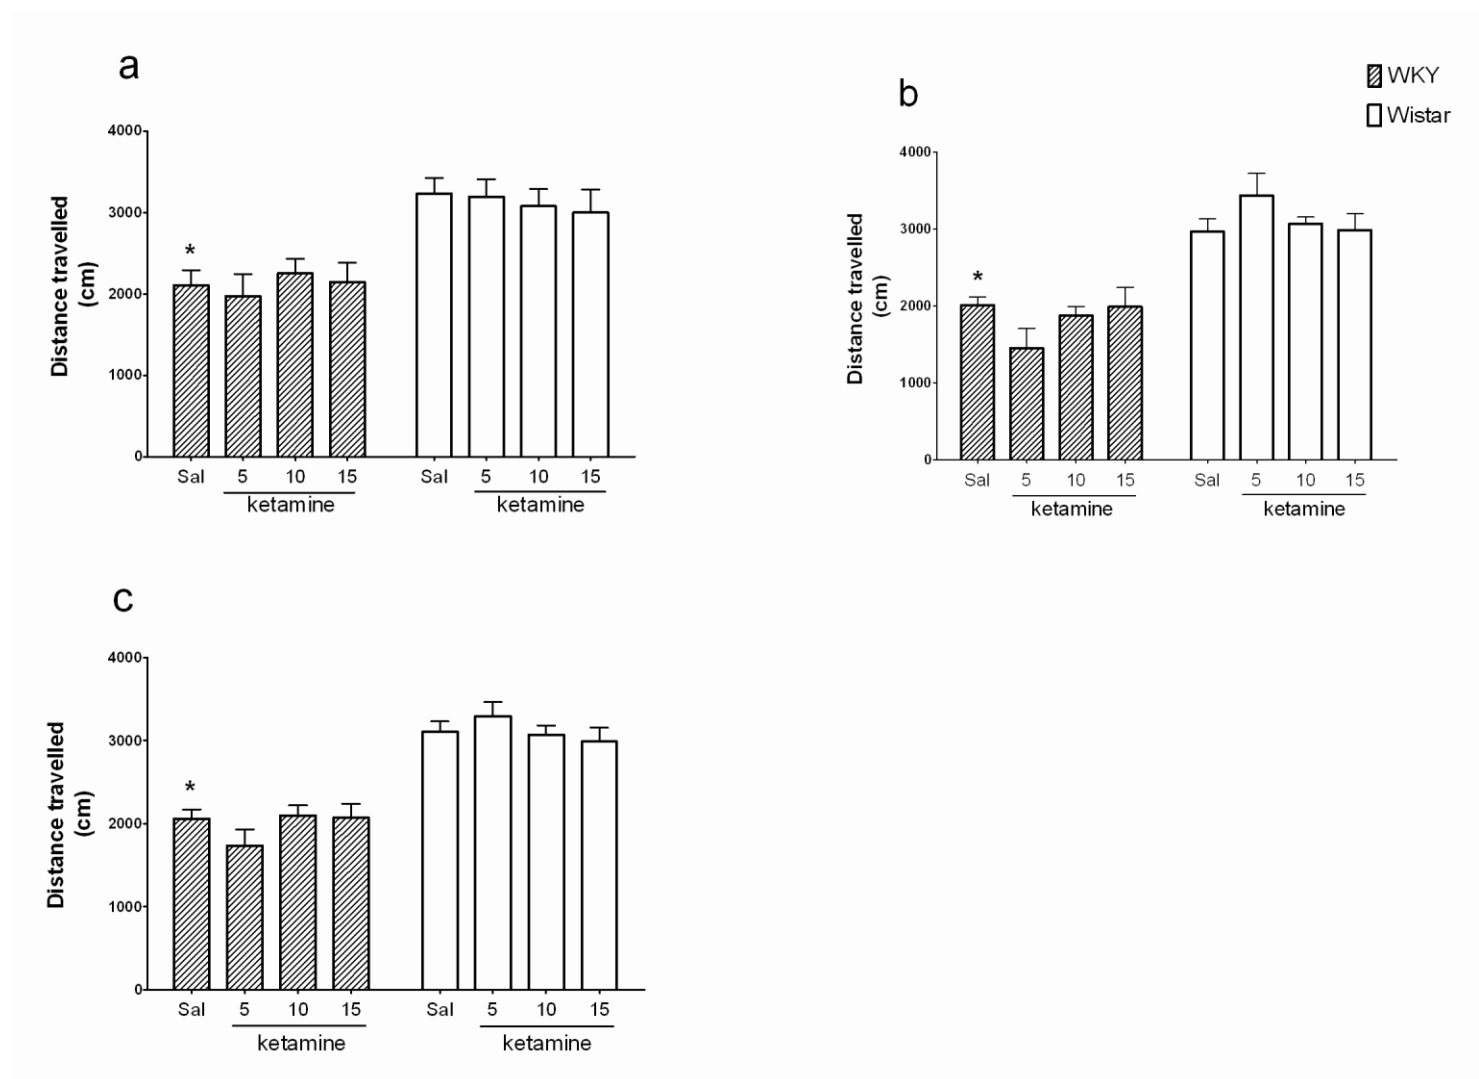 a
4000
3000
2000
1000
0
Distance travelled
(cm)
*
Sal 5 10 15 Sal 5 10 15
ketamine ketamine
b
WKY
Wistar
4000
3000
2000
1000
0
Distance travelled
(cm)
*
Sal 5 10 15 Sal 5 10 15
ketamine ketamine
c
4000
3000
2000
1000
0
Distance travelled
(cm)
*
Sal 5 10 15 Sal 5 10 15
ketamine ketamine